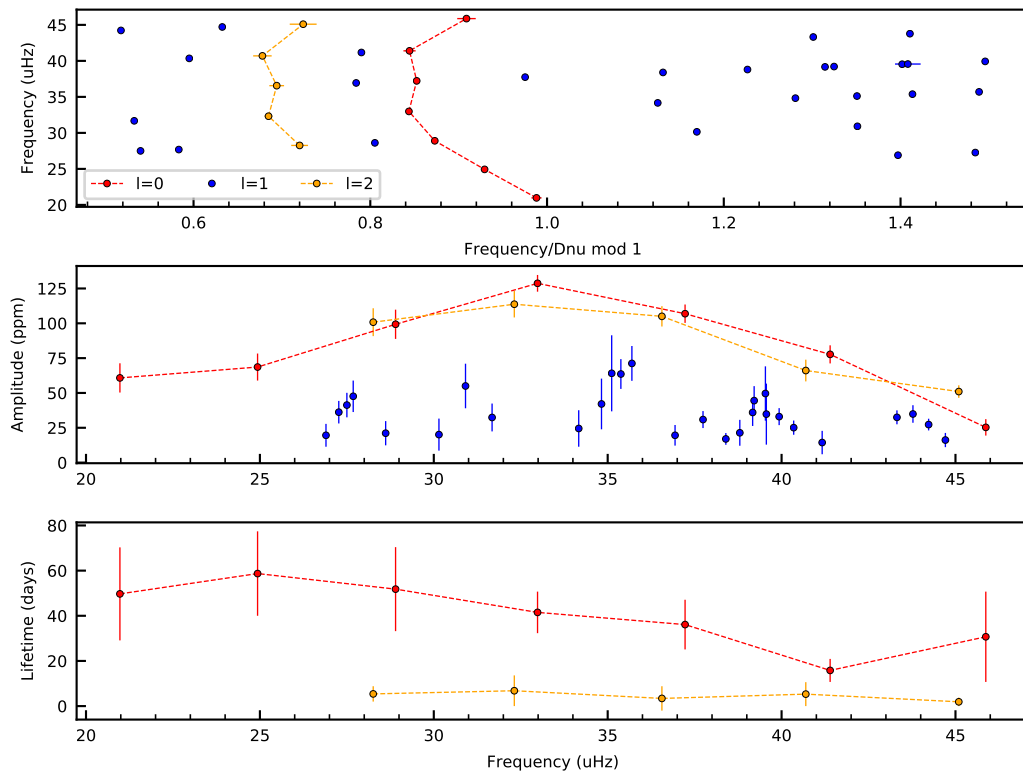 45
40
35
30
25
20
Frequency (uHz)
l=0 l=1 l=2
0.6 0.8 1.0 1.2 1.4
Frequency/Dnu mod 1
125
100
75
50
25
0
Amplitude (ppm)
20 25 30 35 40 45
80
60
40
20
0
Lifetime (days)
20 25 30 35 40 45
Frequency (uHz)